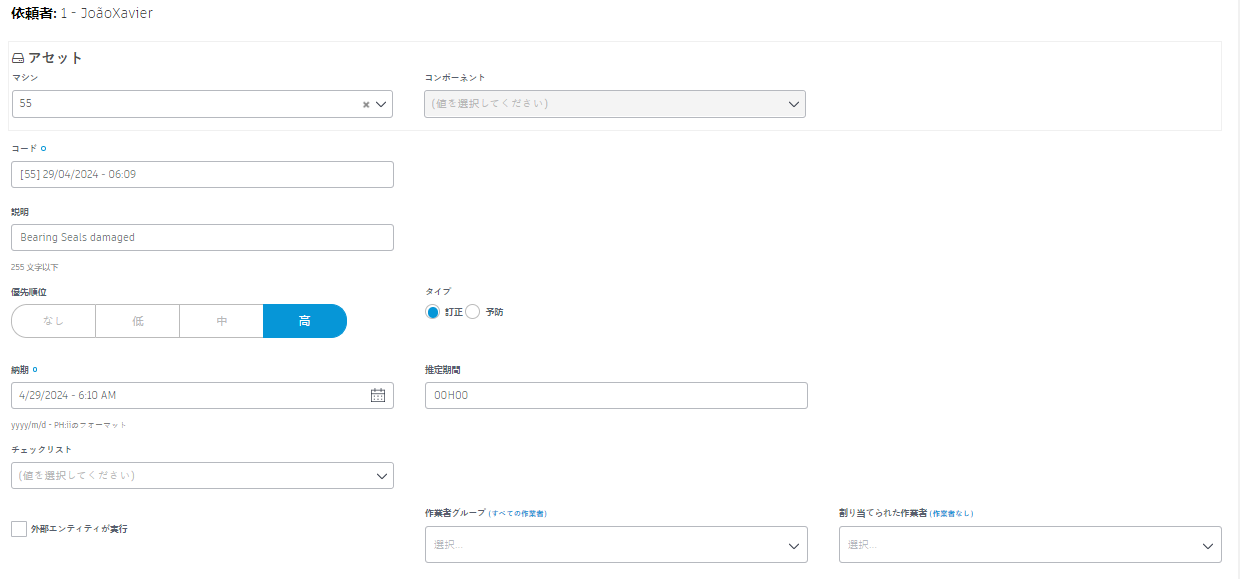 依頼者: 1 - JoãoXavier
アセット
マシン
コンポーネント
55
(値を選択してください)
コード
[55] 29/04/2024 - 06:09
説明
Bearing Seals damaged
255 文字以下
優先順位
タイプ
なし 低 中 高
訂正 予防
納期
推定期間
4/29/2024 - 6:10 AM
00H00
yyyy/m/d - PH:iiのフォーマット
チェックリスト
(値を選択してください)
外部エンティティが実行
作業者グループ (すべての作業者)
割り当てられた作業者 (作業者なし)
選択...
選択...